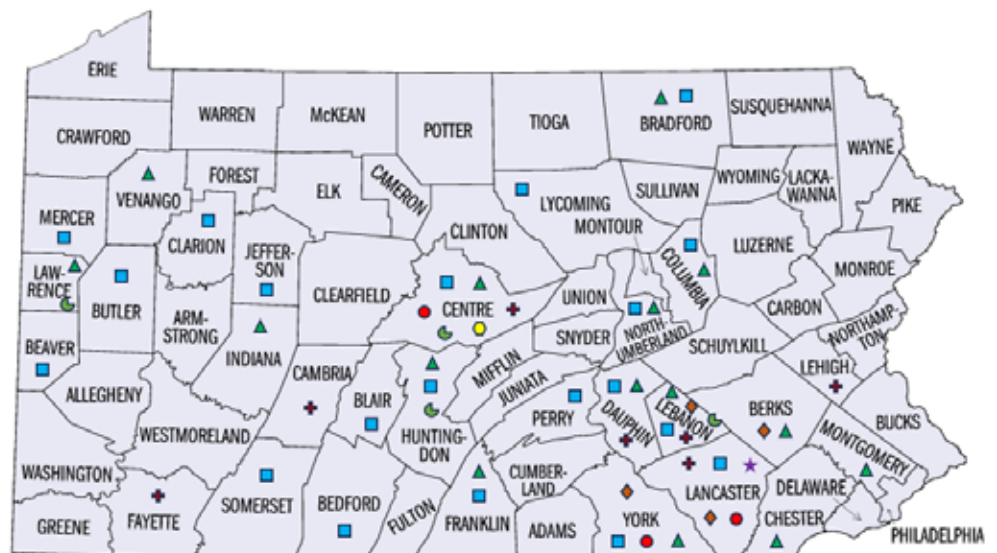 ERIE
CRAWFORD
WARREN
McKEAN
POTTER
TIOGA
BRADFORD
SUSQUEHANNA
WAYNE
MERCER
VENANGO
FOREST
ELK
CAMERON
CLINTON
LYCOMING
SULLIVAN
WYOMING
LACKA-
WANNA
PIKE
CLARION
JEFFER-
SON
CLEARFIELD
CENTRE
UNION
MONTOUR
COLUMBIA
LUZERNE
MONROE
LAW-
RENCE
BUTLER
ARM-
STRONG
INDIANA
SNYDER
NORTH-
UMBERLAND
SCHUYLKILL
CARBON
NORTHAMP-
TON
BEAVER
ALLEGHENY
WESTMORELAND
CAMBRIA
BLAIR
HUNTING-
DON
MIFFLIN
JUNIATA
PERRY
DAUPHIN
LEBANON
BERKS
LEHIGH
BUCKS
MONTGOMERY
WASHINGTON
GREENE
FAYETTE
SOMERSET
BEDFORD
FULTON
FRANKLIN
CUMBER-
LAND
ADAMS
YORK
LANCASTER
CHESTER
DELAWARE
PHILADELPHIA